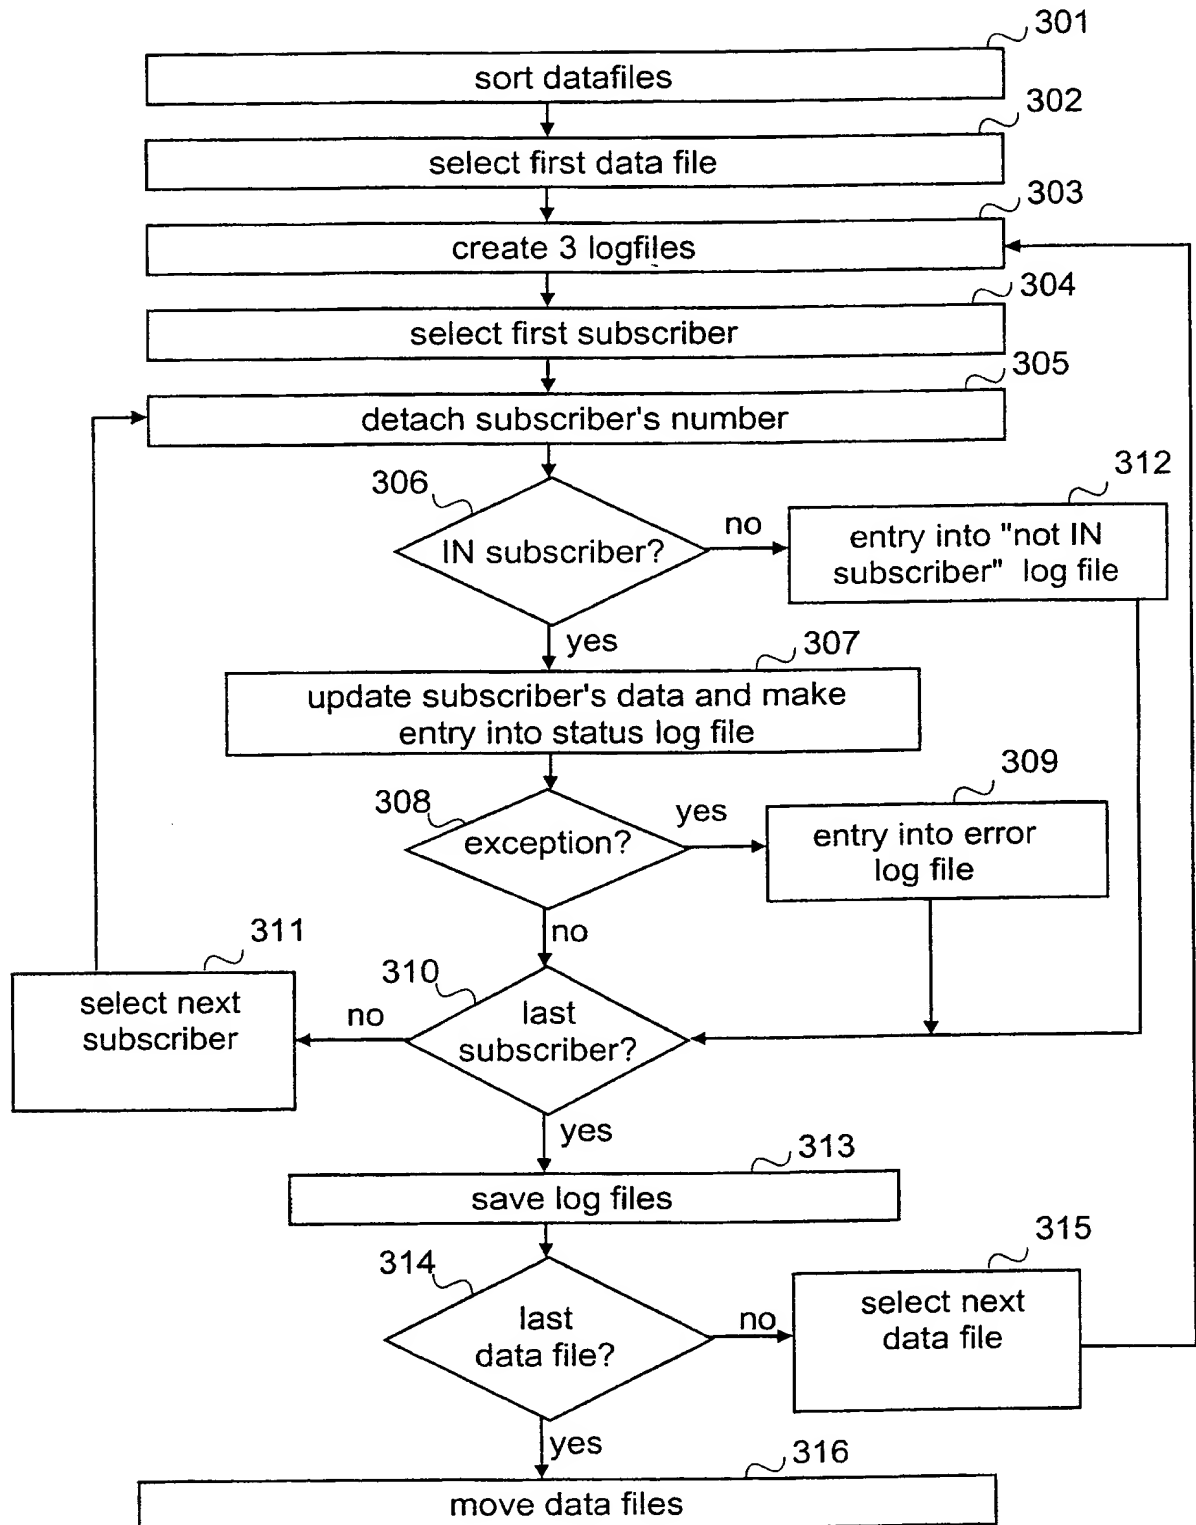 301
sort datafiles
302
select first data file
303
create 3 logfiles
304
select first subscriber
305
detach subscriber's number
306
312
IN subscriber?
no
entry into "not IN
subscriber" log file
yes
307
update subscriber's data and make
entry into status log file
309
308
exception?
yes
entry into error
log file
no
311
310
select next
subscriber
no
last
subscriber?
yes
313
save log files
315
314
last
data file?
no
select next
data file
yes
316
move data files